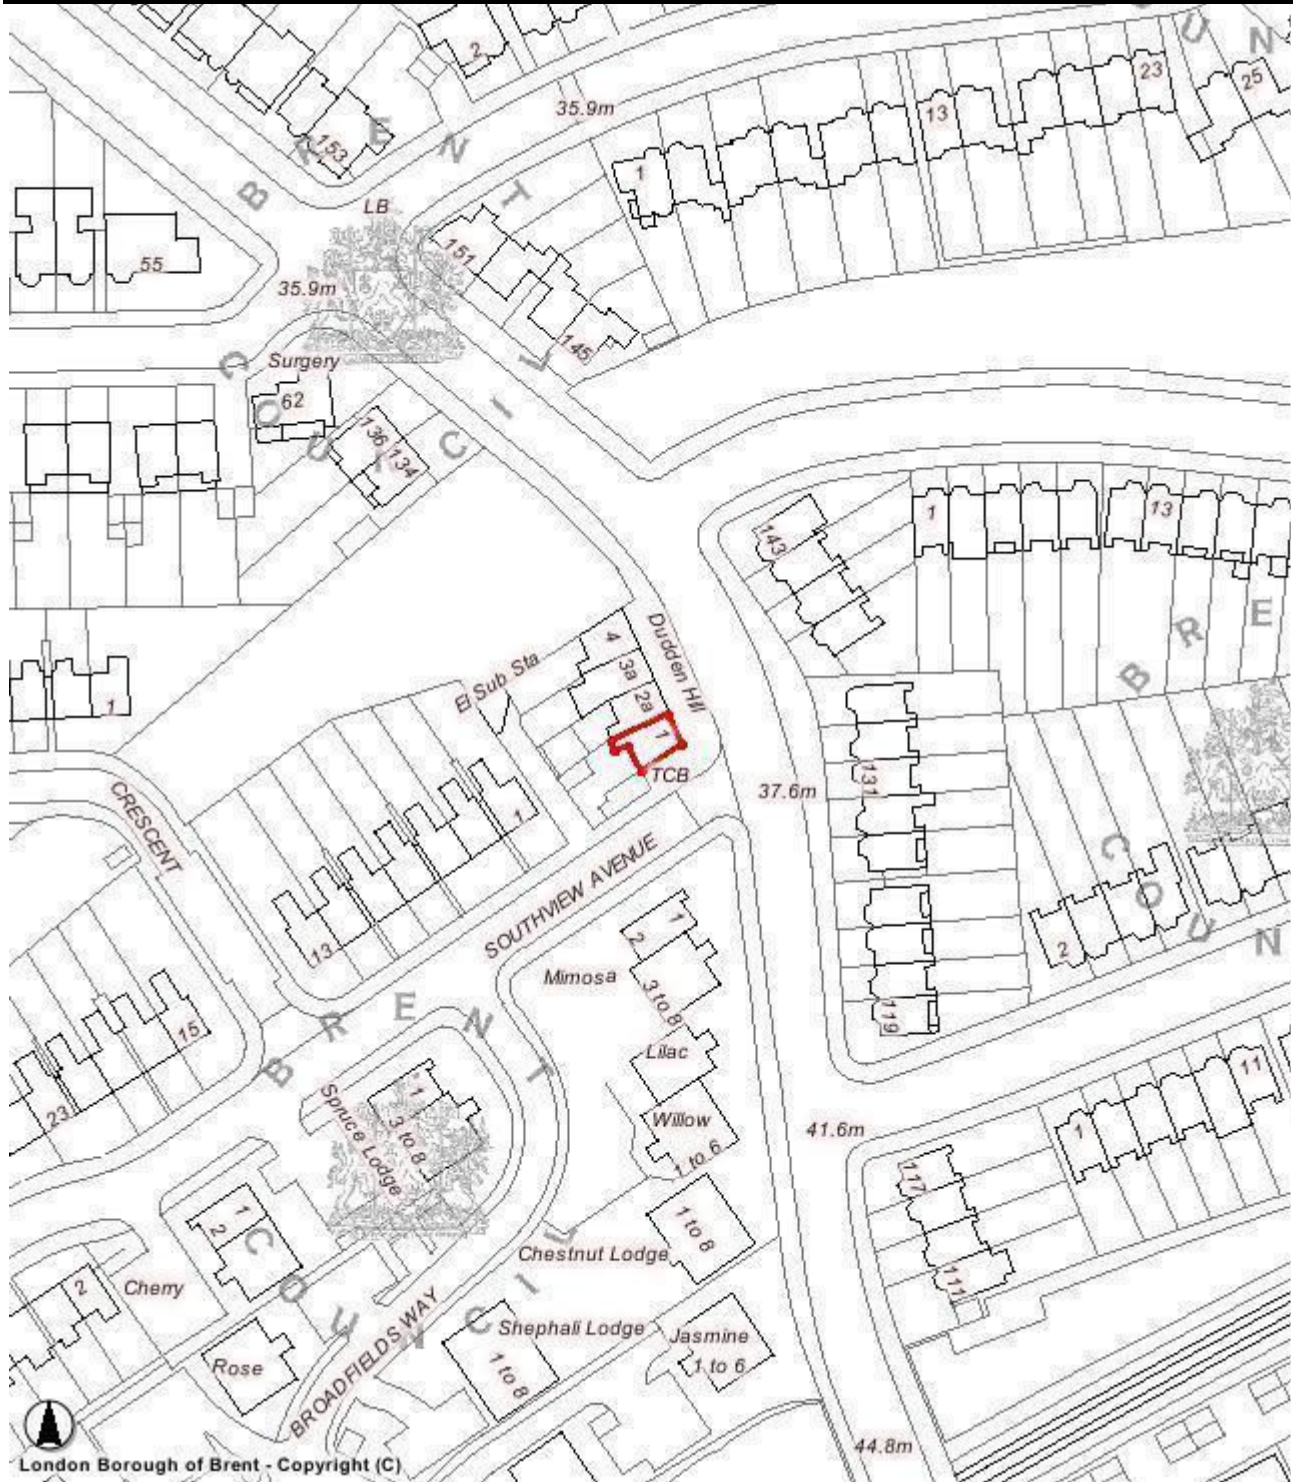 2
35.9m
23
25
13
1
153
BRENT COUNCIL
LB
151
55
35.9m
145
Surgery
62
136
134
1
13
143
Dudden Hill
4
3a
2a
1
El Sub Sta
TCB
1
131
37.6m
CRESCENT
1
13
SOUTHVIEW AVENUE
BRE
COUN
2
1
2
Mimosa
3 to 8
119
15
23
BRENT COUNCIL
Lilac
Willow
1 to 6
1
3 to 8
Spruce Lodge
41.6m
11
1
117
111
1
2
Cherry
2
1 to 8
Chestnut Lodge
Shephali Lodge
1 to 8
Jasmine
1 to 6
Rose
BROADFIELDS WAY
44.8m
London Borough of Brent - Copyright (C)